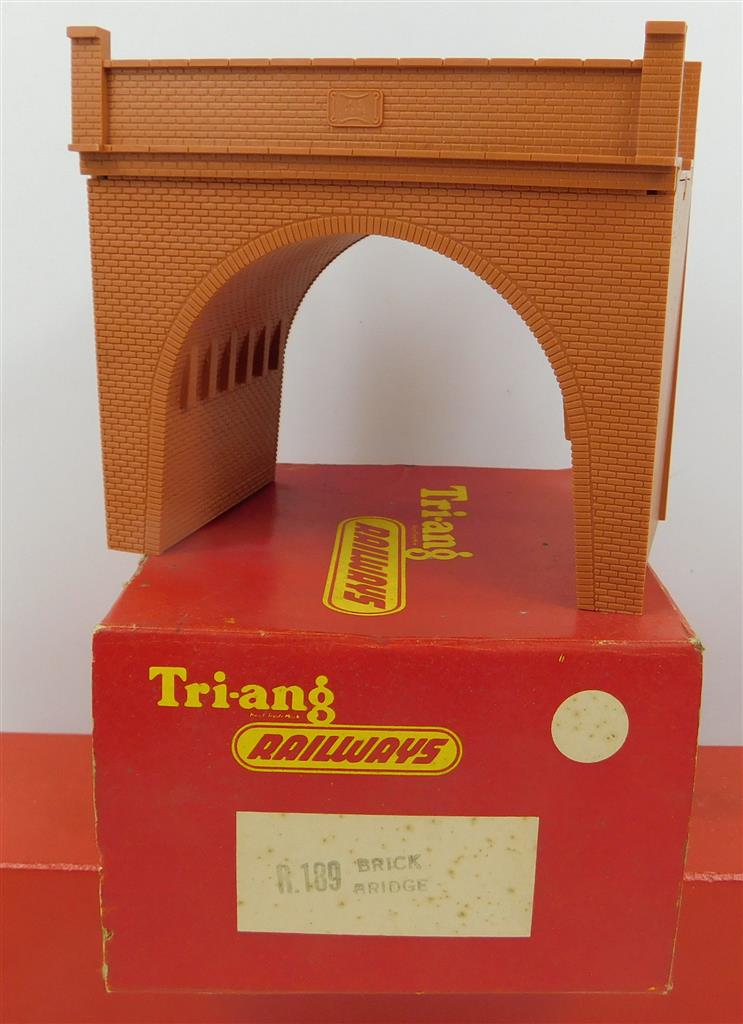 Tri-ang
RAILWAYS
Tri-ang
RAILWAYS
R.189 BRICK
BRIDGE